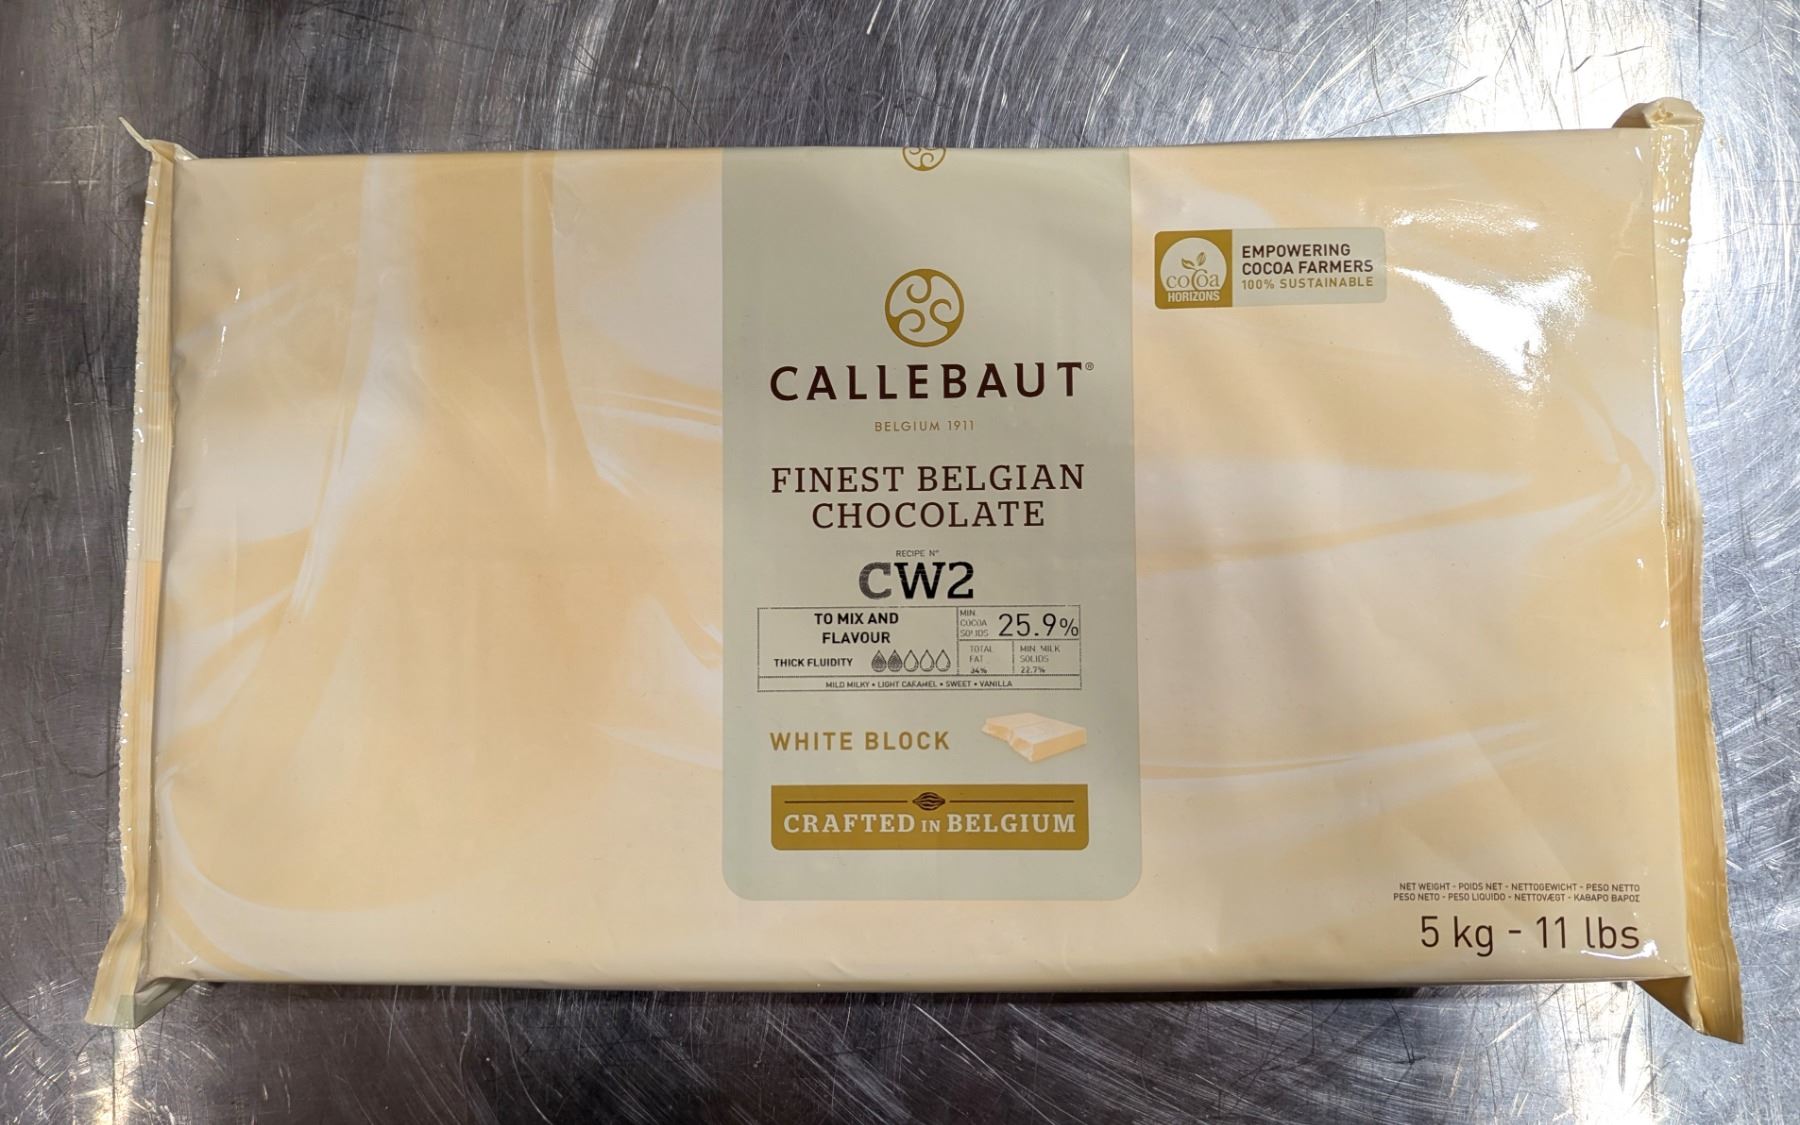 CALLEBAUT®
BELGIUM 1911
FINEST BELGIAN
CHOCOLATE
RECIPE N°
CW2
TO MIX AND
FLAVOUR
THICK FLUIDITY
MIN.
COCOA
SOLIDS
25.9%
TOTAL
FAT
34%
MIN. MILK
SOLIDS
22.7%
MILD MILKY • LIGHT CARAMEL • SWEET • VANILLA
WHITE BLOCK
CRAFTED IN BELGIUM
cocoa
HORIZONS
EMPOWERING
COCOA FARMERS
100% SUSTAINABLE
NET WEIGHT - POIDS NET - NETTOGEWICHT - PESO NETTO
PESO NETO - PESO LIQUIDO - NETTOVÆGT - ΚΑΘΑΡΟ ΒΑΡΟΣ
5 kg - 11 lbs